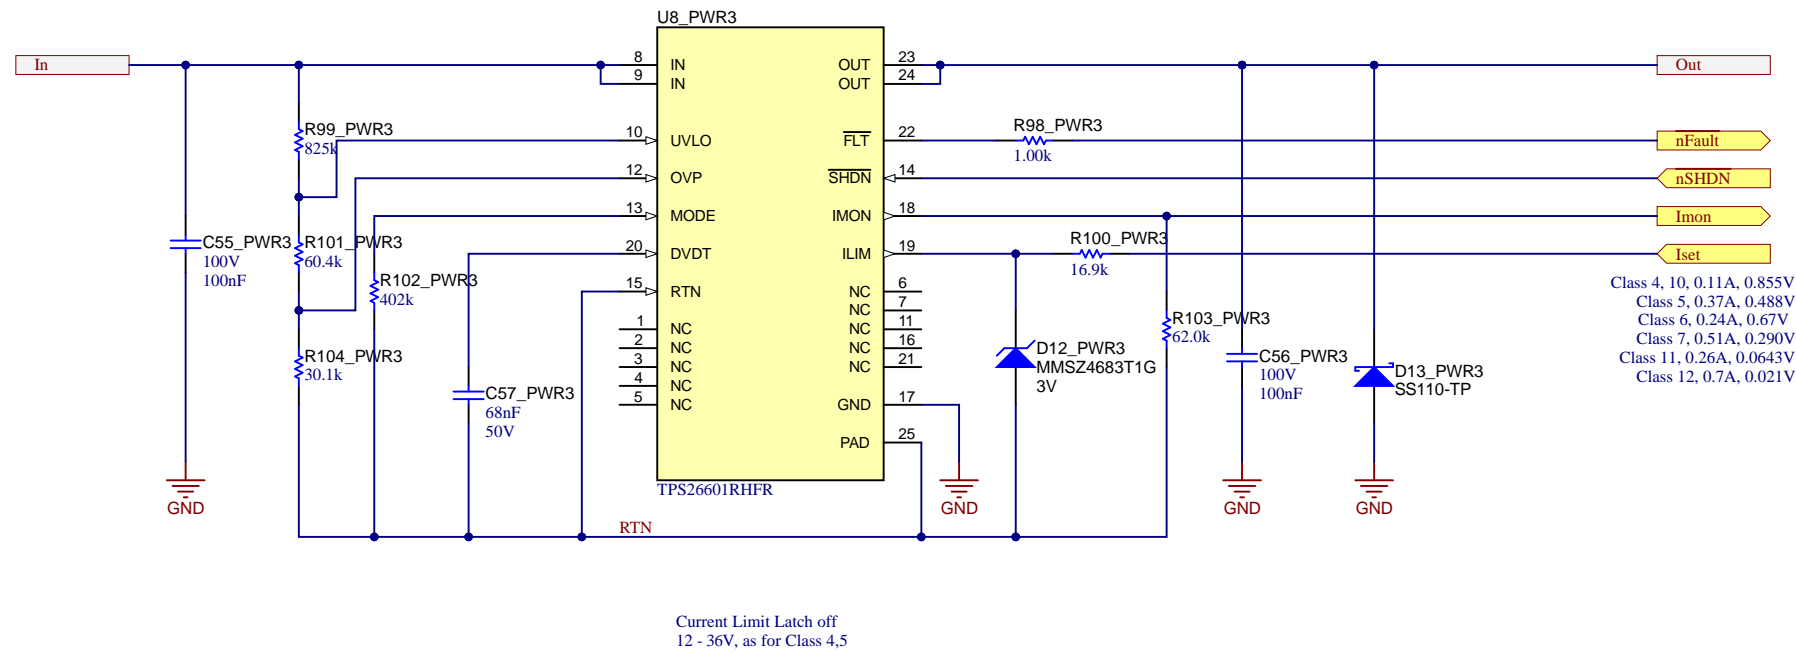 U8_PWR3
In
8 IN
9 IN
10 UVLO
12 OVP
13 MODE
20 DVDT
15 RTN
1 NC
2 NC
3 NC
4 NC
5 NC
OUT 23
OUT 24
FLT 22
SHDN 14
IMON 18
ILIM 19
NC 6
NC 7
NC 11
NC 16
NC 21
GND 17
PAD 25
TPS26601RHFR
R99_PWR3
825k
C55_PWR3
100V
100nF
R101_PWR3
60.4k
R102_PWR3
402k
R104_PWR3
30.1k
C57_PWR3
68nF
50V
GND
RTN
R98_PWR3
1.00k
R100_PWR3
16.9k
R103_PWR3
62.0k
D12_PWR3
MMSZ4683T1G
3V
C56_PWR3
100V
100nF
D13_PWR3
SS110-TP
GND
GND
GND
Out
nFault
nSHDN
Imon
Iset
Class 4, 10, 0.11A, 0.855V
Class 5, 0.37A, 0.488V
Class 6, 0.24A, 0.67V
Class 7, 0.51A, 0.290V
Class 11, 0.26A, 0.0643V
Class 12, 0.7A, 0.021V
Current Limit Latch off
12 - 36V, as for Class 4,5